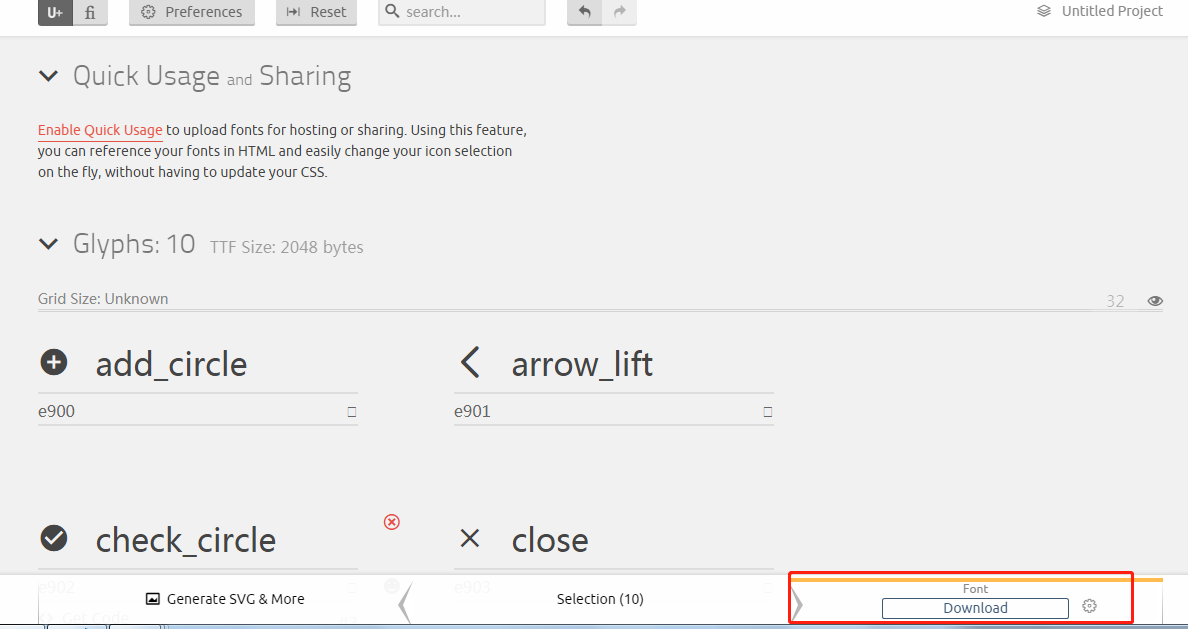 U+ fi Preferences Reset search... Untitled Project
Quick Usage and Sharing
Enable Quick Usage to upload fonts for hosting or sharing. Using this feature,
you can reference your fonts in HTML and easily change your icon selection
on the fly, without having to update your CSS.
Glyphs: 10 TTF Size: 2048 bytes
Grid Size: Unknown 32
add_circle arrow_lift
e900 e901
check_circle close
e902 e903
Generate SVG & More Selection (10) Font
Download
Get Code